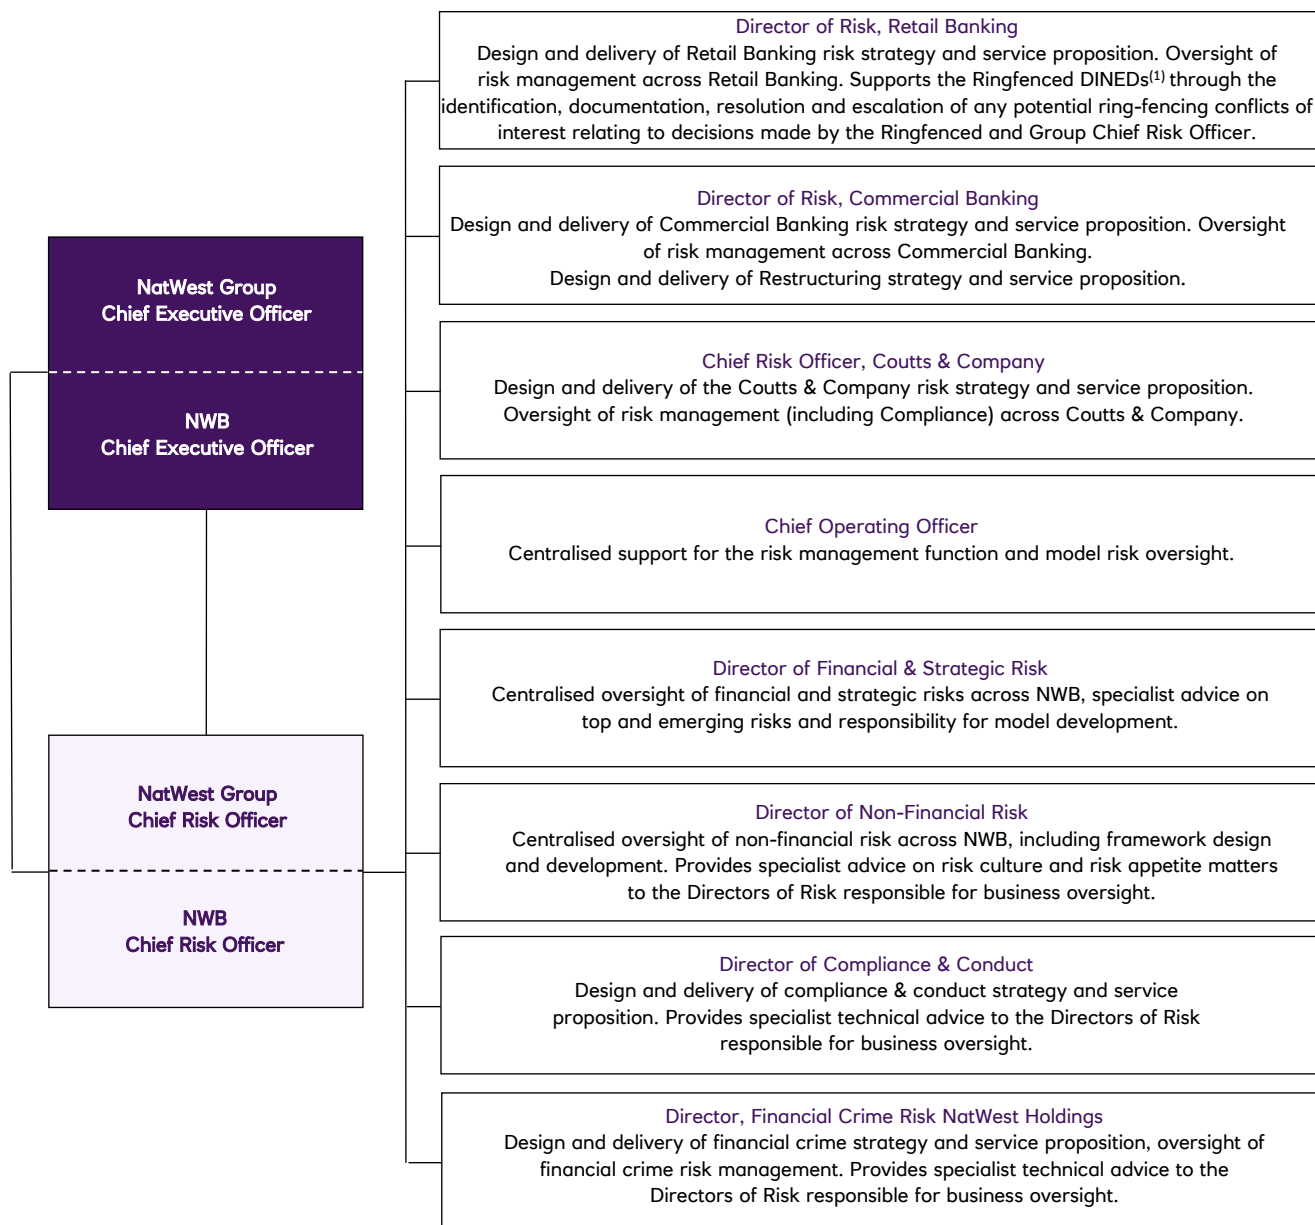 Director of Risk, Retail Banking
Design and delivery of Retail Banking risk strategy and service proposition. Oversight of
risk management across Retail Banking. Supports the Ringfenced DINEDs(1) through the
identification, documentation, resolution and escalation of any potential ring-fencing conflicts of
interest relating to decisions made by the Ringfenced and Group Chief Risk Officer.
Director of Risk, Commercial Banking
Design and delivery of Commercial Banking risk strategy and service proposition. Oversight
of risk management across Commercial Banking.
Design and delivery of Restructuring strategy and service proposition.
NatWest Group
Chief Executive Officer
NWB
Chief Executive Officer
Chief Risk Officer, Coutts & Company
Design and delivery of the Coutts & Company risk strategy and service proposition.
Oversight of risk management (including Compliance) across Coutts & Company.
Chief Operating Officer
Centralised support for the risk management function and model risk oversight.
Director of Financial & Strategic Risk
Centralised oversight of financial and strategic risks across NWB, specialist advice on
top and emerging risks and responsibility for model development.
NatWest Group
Chief Risk Officer
NWB
Chief Risk Officer
Director of Non-Financial Risk
Centralised oversight of non-financial risk across NWB, including framework design
and development. Provides specialist advice on risk culture and risk appetite matters
to the Directors of Risk responsible for business oversight.
Director of Compliance & Conduct
Design and delivery of compliance & conduct strategy and service
proposition. Provides specialist technical advice to the Directors of Risk
responsible for business oversight.
Director, Financial Crime Risk NatWest Holdings
Design and delivery of financial crime strategy and service proposition, oversight of
financial crime risk management. Provides specialist technical advice to the
Directors of Risk responsible for business oversight.